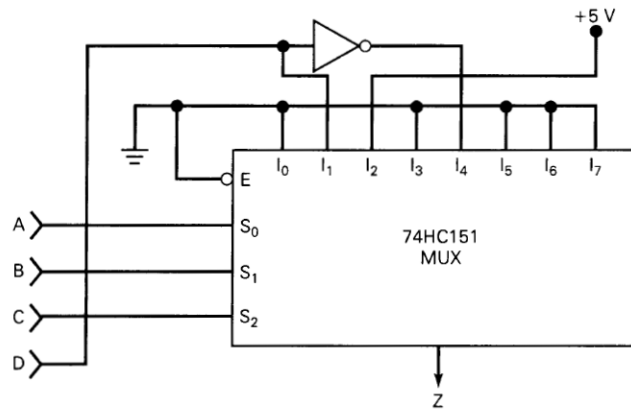 +5 V
I₀ I₁ I₂ I₃ I₄ I₅ I₆ I₇
E
A
S₀
74HC151
MUX
B
S₁
C
S₂
D
Z